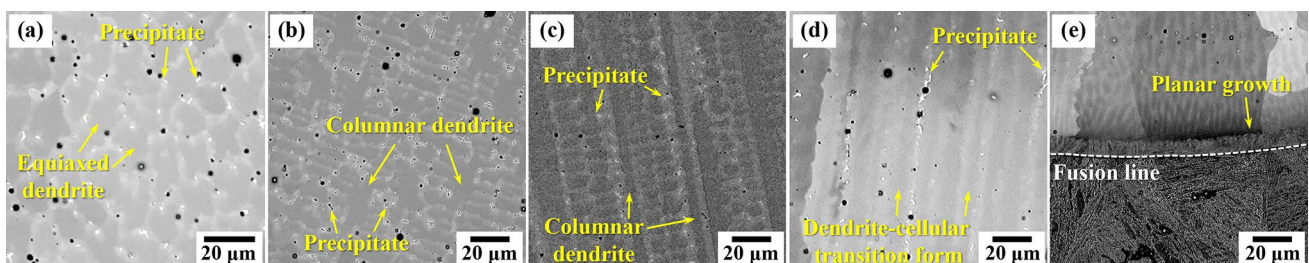 (a)
Precipitate
Equiaxed
dendrite
20 μm
(b)
Columnar dendrite
Precipitate
20 μm
(c)
Precipitate
Columnar
dendrite
20 μm
(d)
Precipitate
Dendrite-cellular
transition form
20 μm
(e)
Planar growth
Fusion line
20 μm